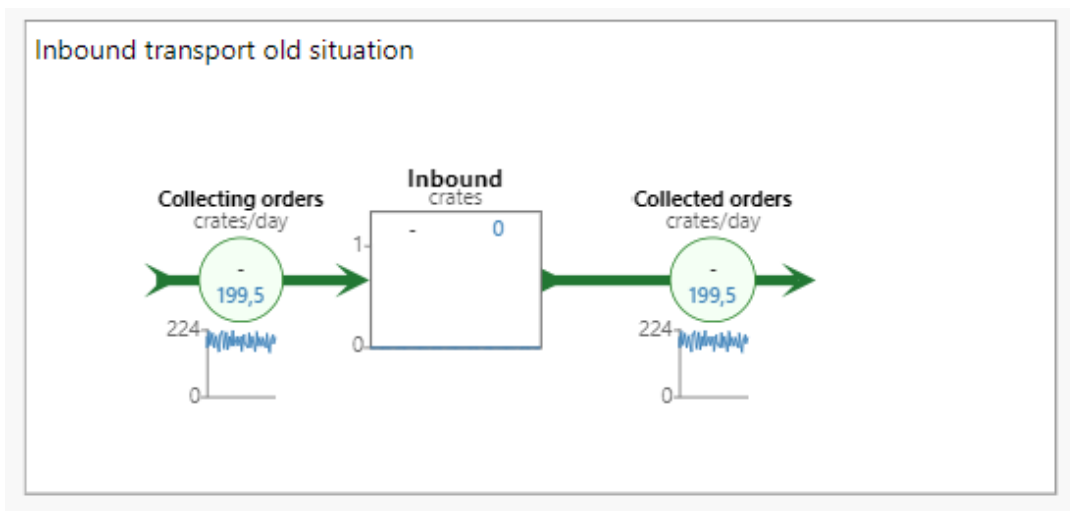 Inbound transport old situation
Inbound
crates
Collecting orders
crates/day
Collected orders
crates/day
-
199,5
1
- 0
0
-
199,5
224
0
224
0